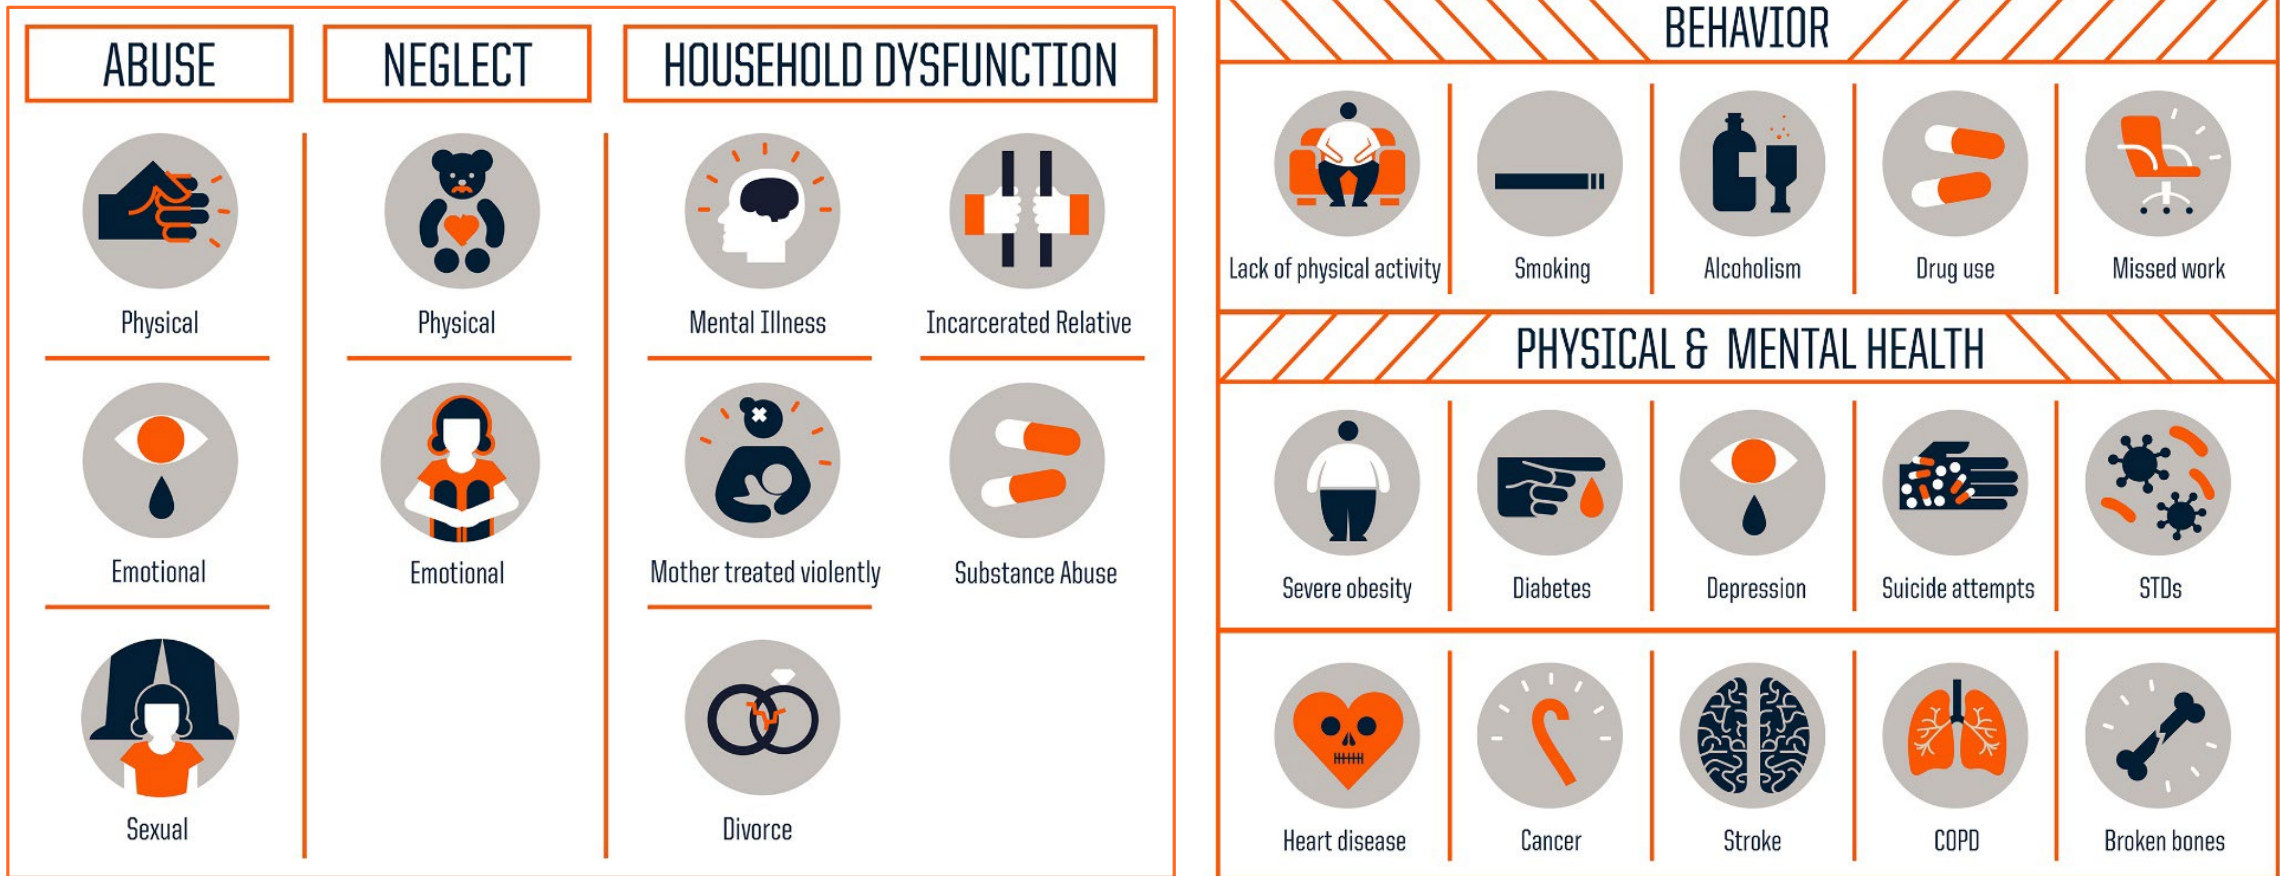 ABUSE
NEGLECT
HOUSEHOLD DYSFUNCTION
Physical
Physical
Mental Illness
Incarcerated Relative
Emotional
Emotional
Mother treated violently
Substance Abuse
Sexual
Divorce
BEHAVIOR
Lack of physical activity
Smoking
Alcoholism
Drug use
Missed work
PHYSICAL & MENTAL HEALTH
Severe obesity
Diabetes
Depression
Suicide attempts
STDs
Heart disease
Cancer
Stroke
COPD
Broken bones